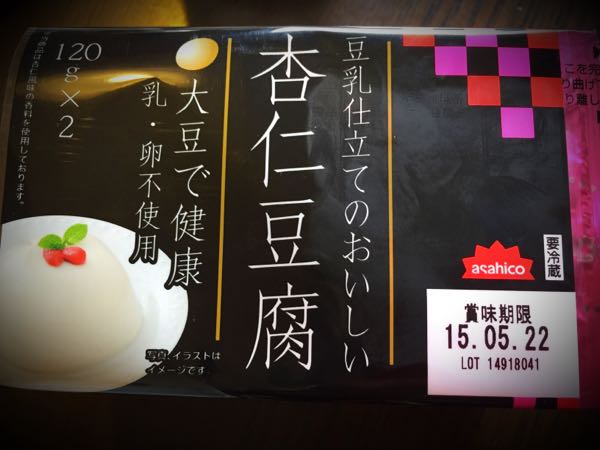 豆乳仕立てのおいしい
杏仁豆腐
大豆で健康
乳・卵不使用
120g×2
写真、イラストは
イメージです。
要冷蔵
asahico
賞味期限
15.05.22
LOT 14918041